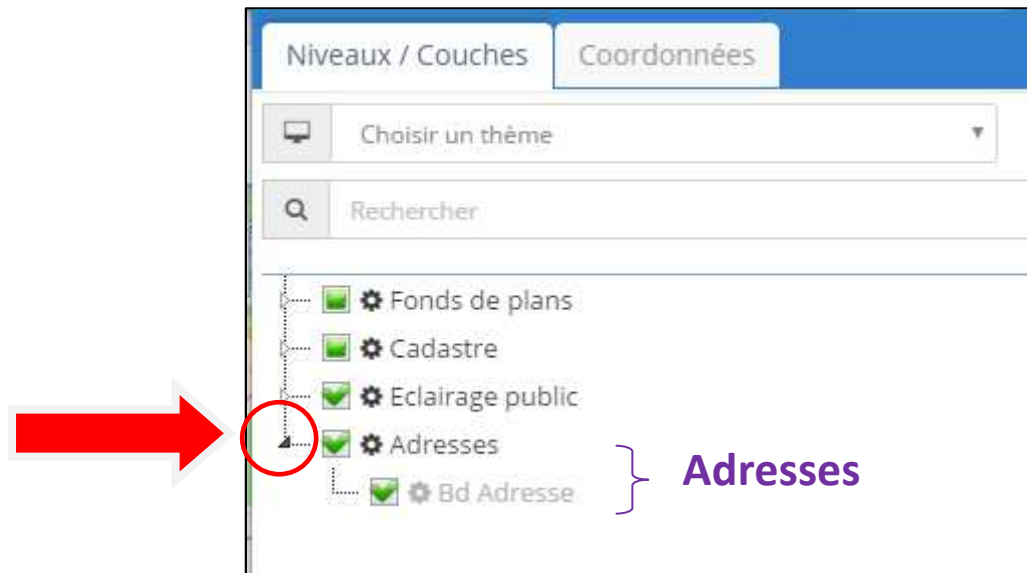 Niveaux / Couches Coordonnées
Choisir un thème
Rechercher
Fonds de plans
Cadastre
Eclairage public
Adresses
Bd Adresse
Adresses